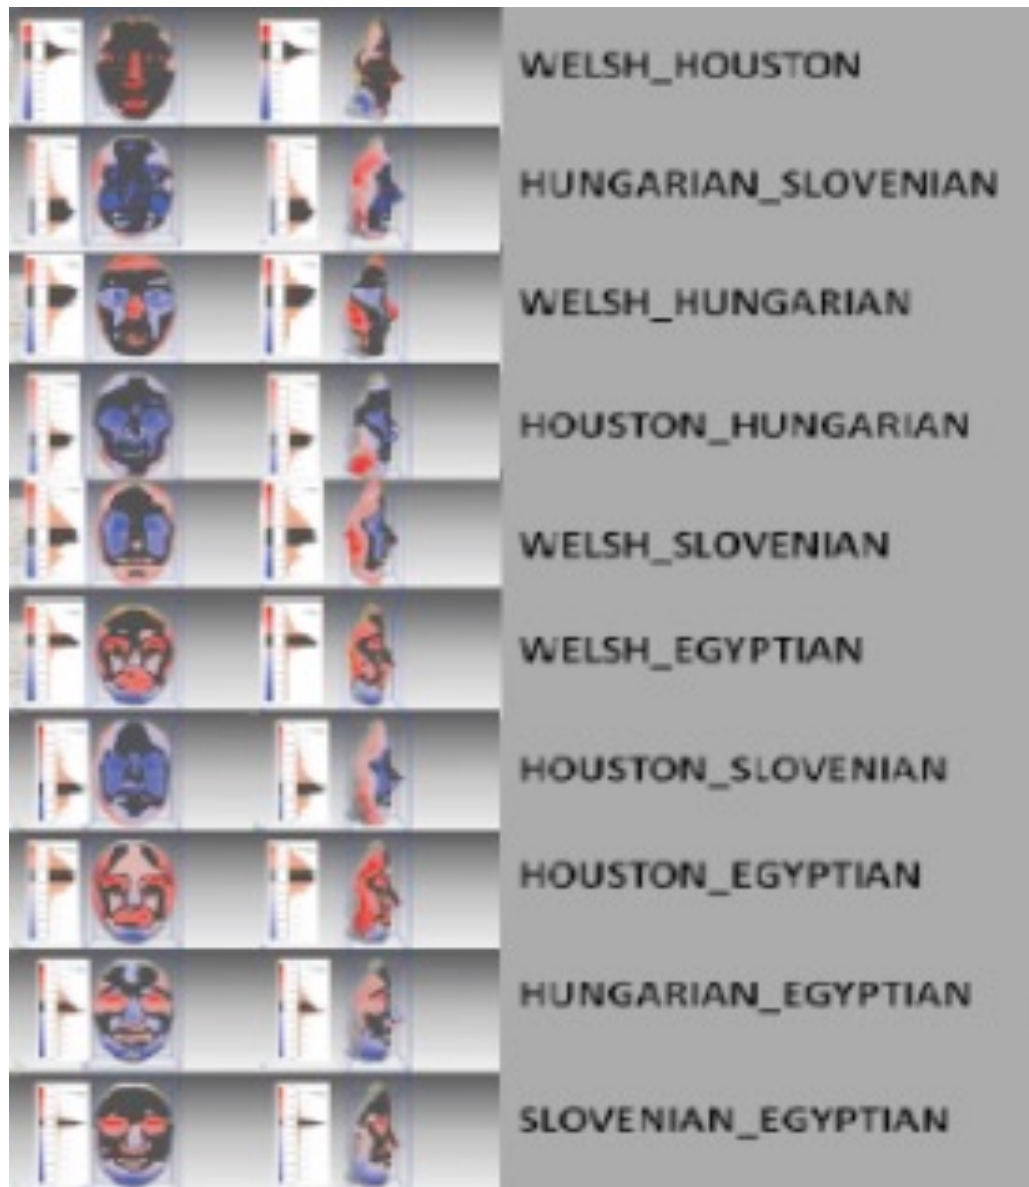 WELSH_HOUSTON
HUNGARIAN_SLOVENIAN
WELSH_HUNGARIAN
HOUSTON_HUNGARIAN
WELSH_SLOVENIAN
WELSH_EGYPTIAN
HOUSTON_SLOVENIAN
HOUSTON_EGYPTIAN
HUNGARIAN_EGYPTIAN
SLOVENIAN_EGYPTIAN